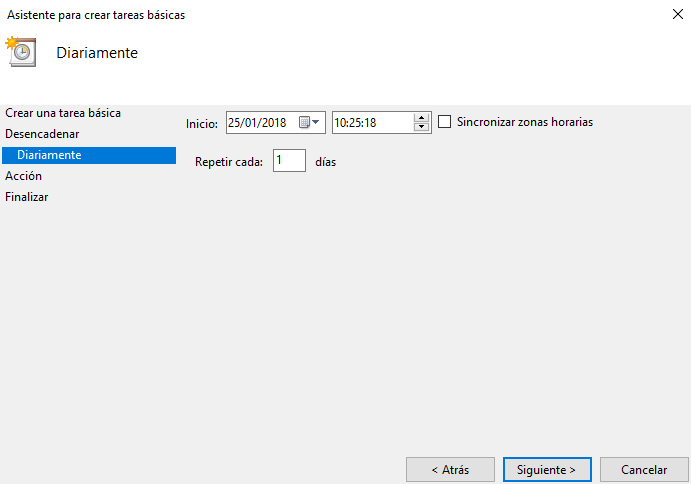 Asistente para crear tareas básicas
Diariamente
Crear una tarea básica
Desencadenar
Diariamente
Acción
Finalizar
Inicio: 25/01/2018 10:25:18 Sincronizar zonas horarias
Repetir cada: 1 días
< Atrás Siguiente > Cancelar